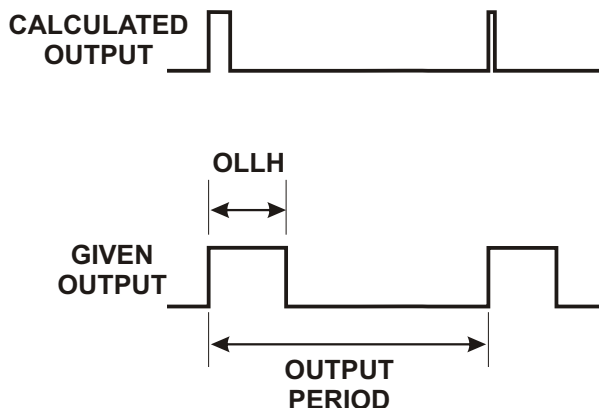 CALCULATED
OUTPUT
OLLH
GIVEN
OUTPUT
OUTPUT
PERIOD